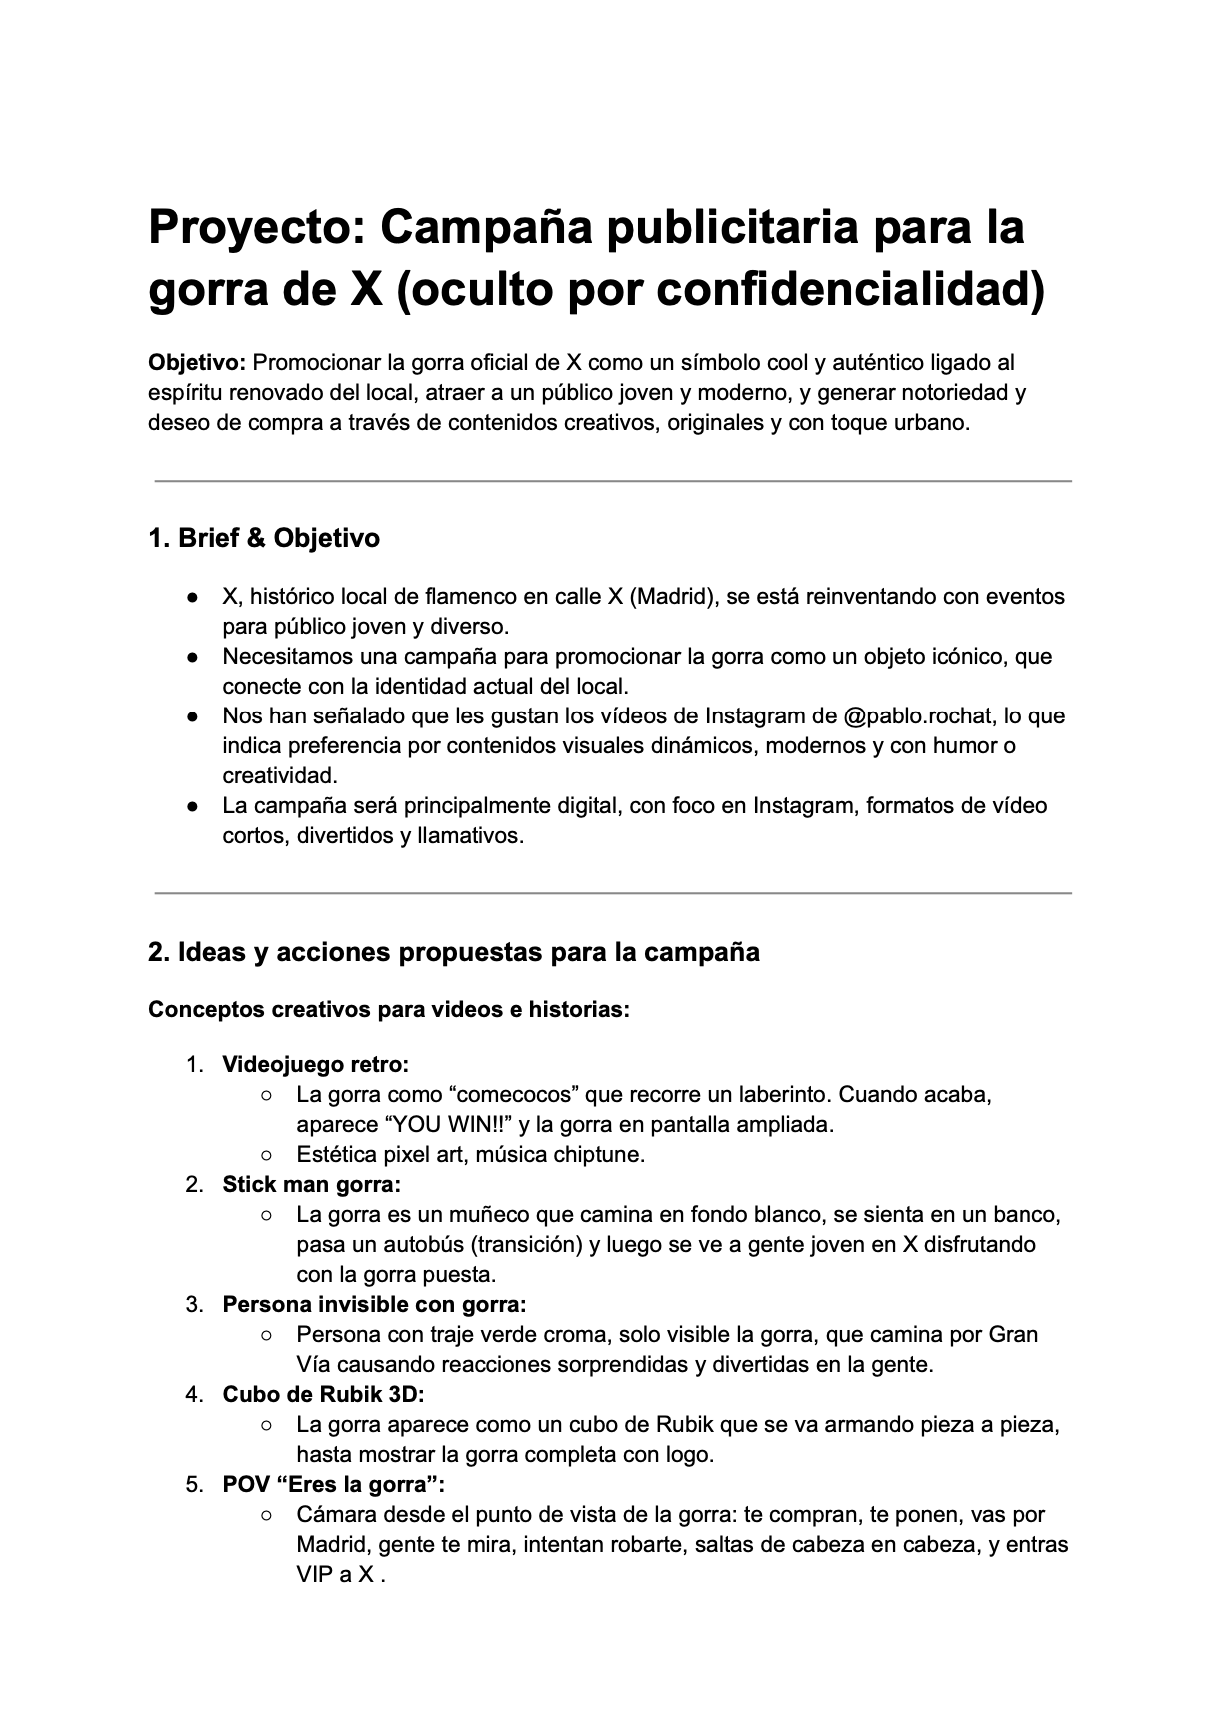 Proyecto: Campaña publicitaria para la
gorra de X (oculto por confidencialidad)
Objetivo: Promocionar la gorra oficial de X como un símbolo cool y auténtico ligado al
espíritu renovado del local, atraer a un público joven y moderno, y generar notoriedad y
deseo de compra a través de contenidos creativos, originales y con toque urbano.
1. Brief & Objetivo
● X, histórico local de flamenco en calle X (Madrid), se está reinventando con eventos
para público joven y diverso.
● Necesitamos una campaña para promocionar la gorra como un objeto icónico, que
conecte con la identidad actual del local.
● Nos han señalado que les gustan los vídeos de Instagram de @pablo.rochat, lo que
indica preferencia por contenidos visuales dinámicos, modernos y con humor o
creatividad.
● La campaña será principalmente digital, con foco en Instagram, formatos de vídeo
cortos, divertidos y llamativos.
2. Ideas y acciones propuestas para la campaña
Conceptos creativos para videos e historias:
1. Videojuego retro:
○ La gorra como “comecocos” que recorre un laberinto. Cuando acaba,
aparece “YOU WIN!!” y la gorra en pantalla ampliada.
○ Estética pixel art, música chiptune.
2. Stick man gorra:
○ La gorra es un muñeco que camina en fondo blanco, se sienta en un banco,
pasa un autobús (transición) y luego se ve a gente joven en X disfrutando
con la gorra puesta.
3. Persona invisible con gorra:
○ Persona con traje verde croma, solo visible la gorra, que camina por Gran
Vía causando reacciones sorprendidas y divertidas en la gente.
4. Cubo de Rubik 3D:
○ La gorra aparece como un cubo de Rubik que se va armando pieza a pieza,
hasta mostrar la gorra completa con logo.
5. POV “Eres la gorra”:
○ Cámara desde el punto de vista de la gorra: te compran, te ponen, vas por
Madrid, gente te mira, intentan robarte, saltas de cabeza en cabeza, y entras
VIP a X .